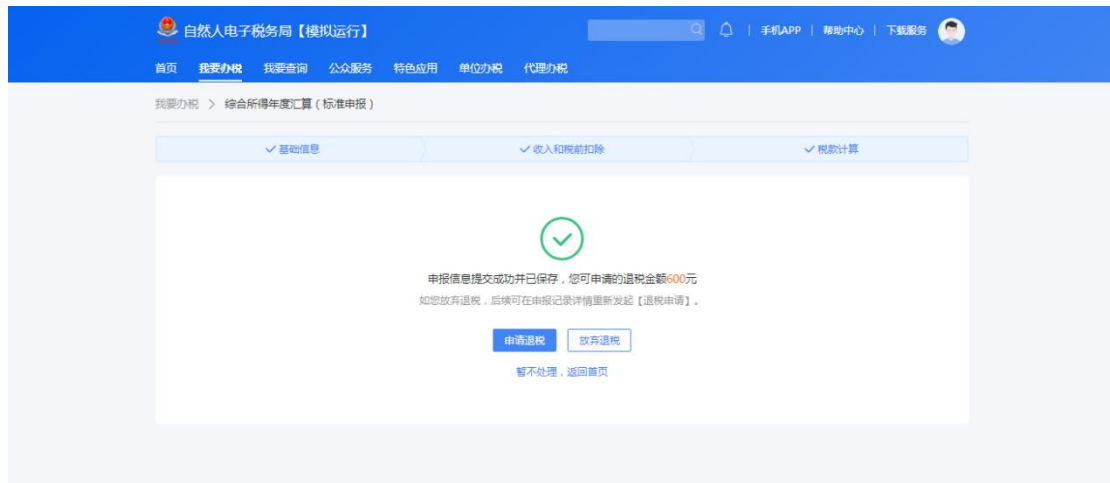 自然人电子税务局【模拟运行】
手机APP | 帮助中心 | 下载服务
首页 我要办税 我要查询 公众服务 特色应用 单位办税 代理办税
我要办税 > 综合所得年度汇算（标准申报）
基础信息 收入和税前扣除 税款计算
申报信息提交成功并已保存，您可申请的退税金额600元
如您放弃退税，后续可在申报记录详情重新发起【退税申请】。
申请退税 放弃退税
暂不处理，返回首页